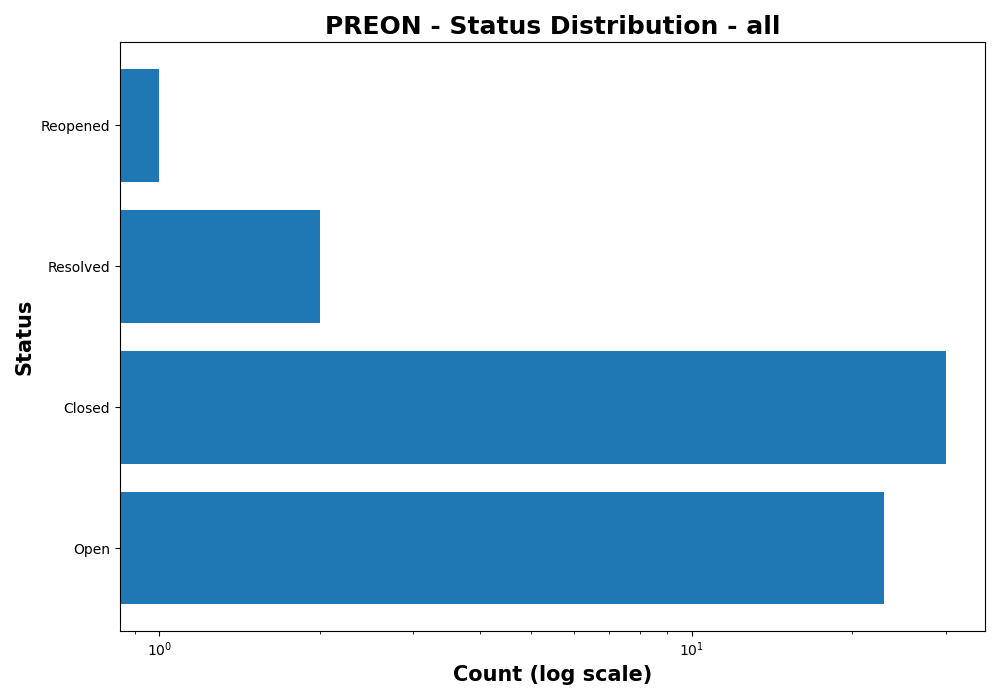 PREON - Status Distribution - all
Reopened
Resolved
Closed
Open
Status
10⁰
10¹
Count (log scale)